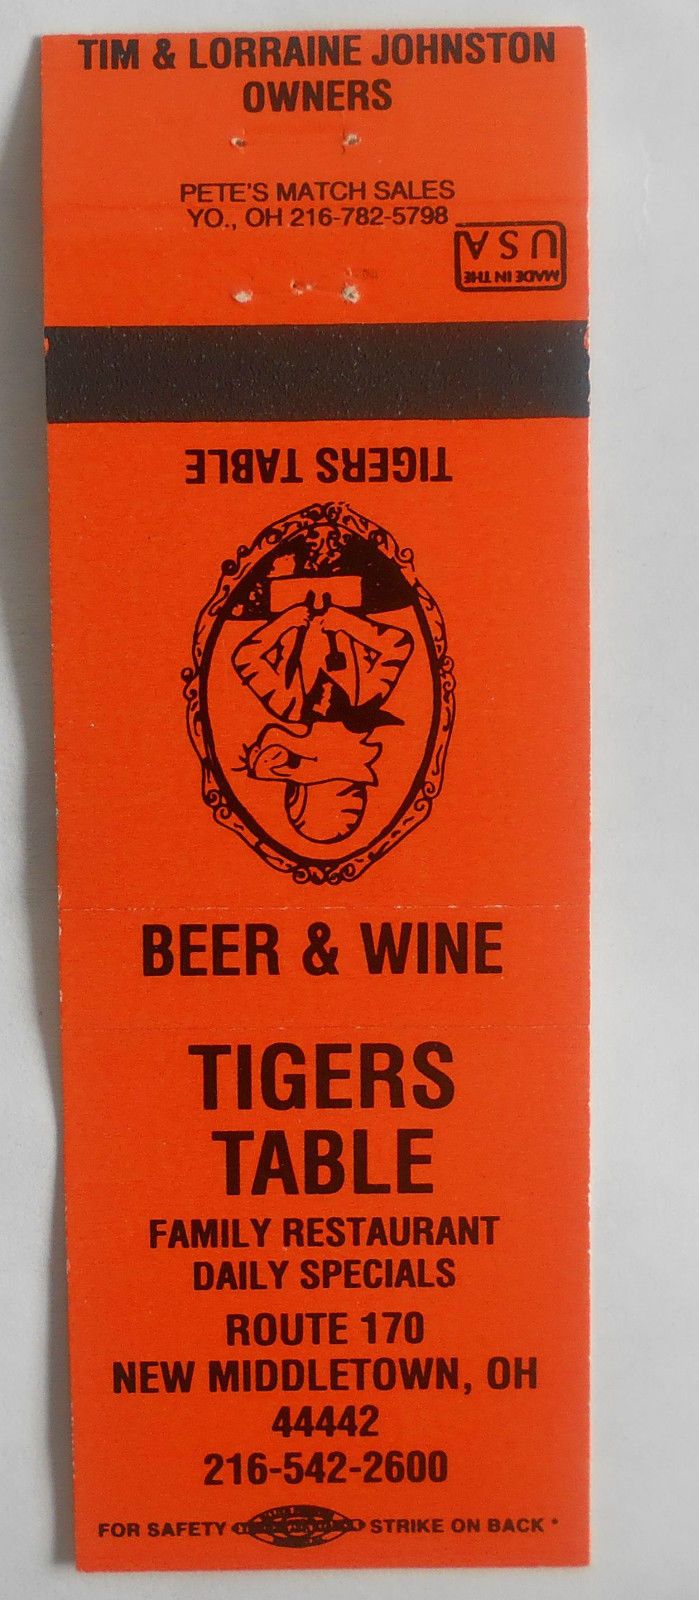 TIM & LORRAINE JOHNSTON
OWNERS
PETE'S MATCH SALES
YO., OH 216-782-5798
MADE IN THE
USA
TIGERS TABLE
BEER & WINE
TIGERS
TABLE
FAMILY RESTAURANT
DAILY SPECIALS
ROUTE 170
NEW MIDDLETOWN, OH
44442
216-542-2600
FOR SAFETY STRIKE ON BACK *